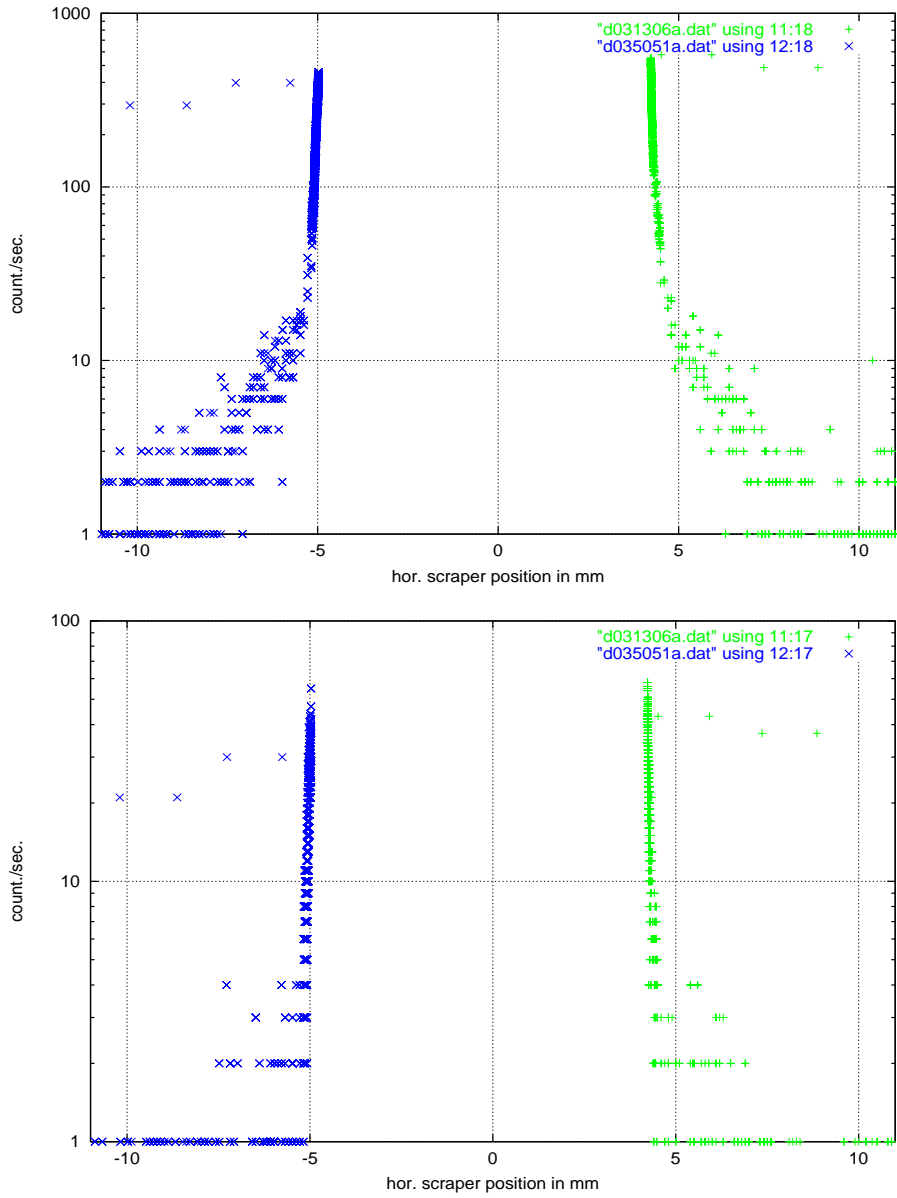 1000
"d031306a.dat" using 11:18
"d035051a.dat" using 12:18
100
count./sec.
10
1
-10 -5 0 5 10
hor. scraper position in mm
100
"d031306a.dat" using 11:17
"d035051a.dat" using 12:17
count./sec.
10
1
-10 -5 0 5 10
hor. scraper position in mm